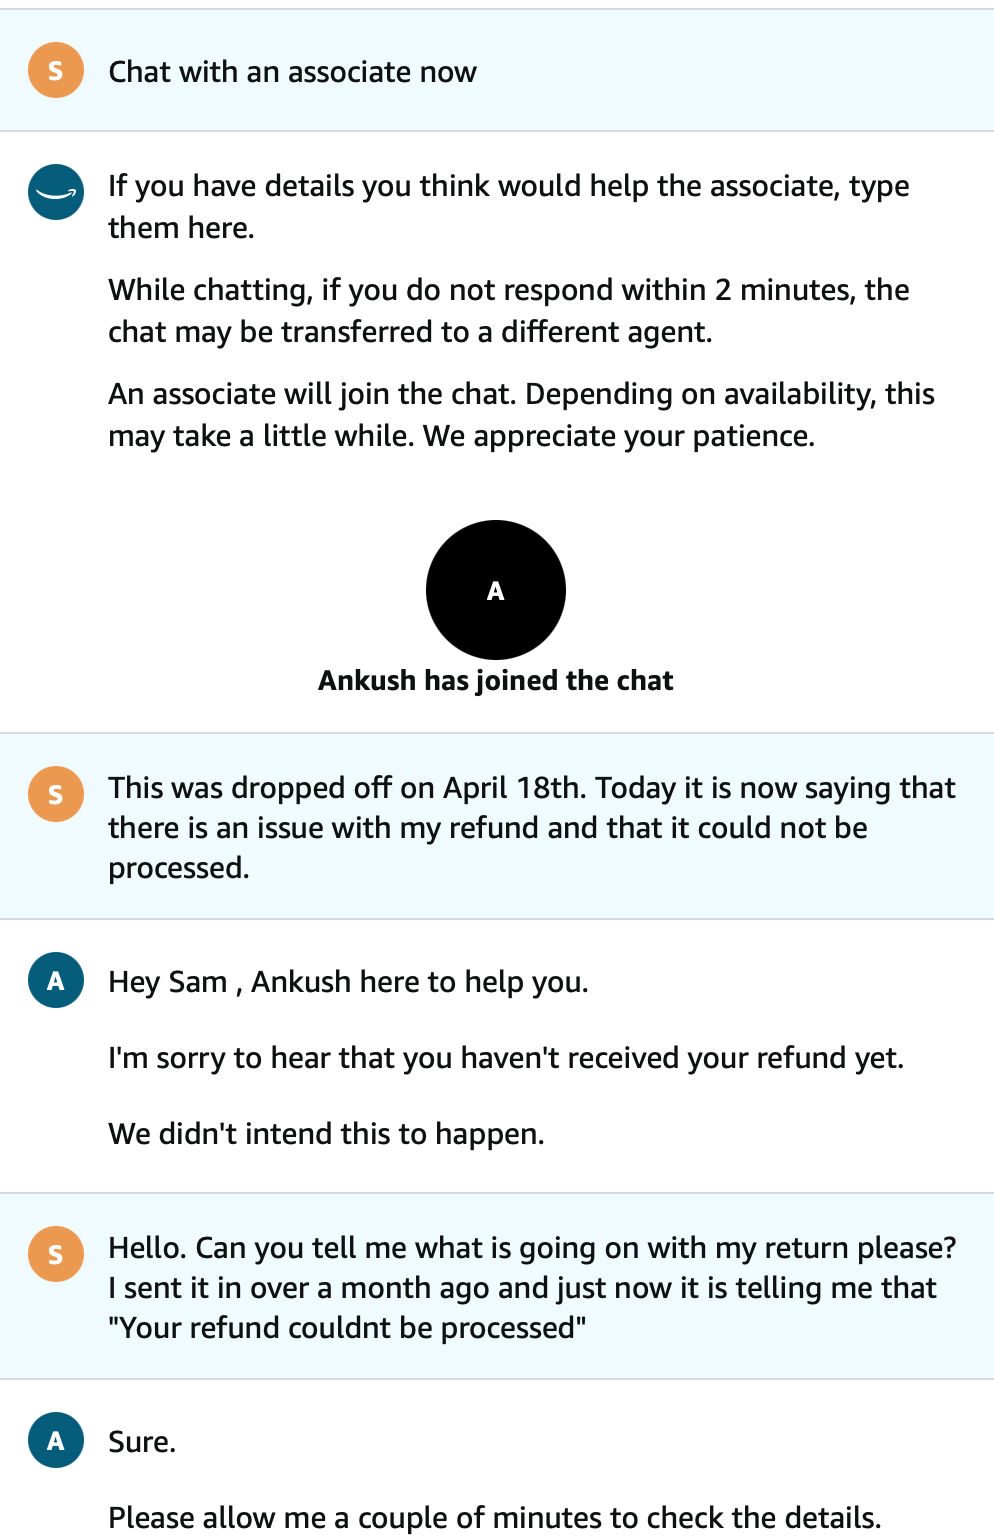 S
Chat with an associate now
If you have details you think would help the associate, type
them here.
While chatting, if you do not respond within 2 minutes, the
chat may be transferred to a different agent.
An associate will join the chat. Depending on availability, this
may take a little while. We appreciate your patience.
A
Ankush has joined the chat
S
This was dropped off on April 18th. Today it is now saying that
there is an issue with my refund and that it could not be
processed.
A
Hey Sam , Ankush here to help you.
I'm sorry to hear that you haven't received your refund yet.
We didn't intend this to happen.
S
Hello. Can you tell me what is going on with my return please?
I sent it in over a month ago and just now it is telling me that
"Your refund couldnt be processed"
A
Sure.
Please allow me a couple of minutes to check the details.